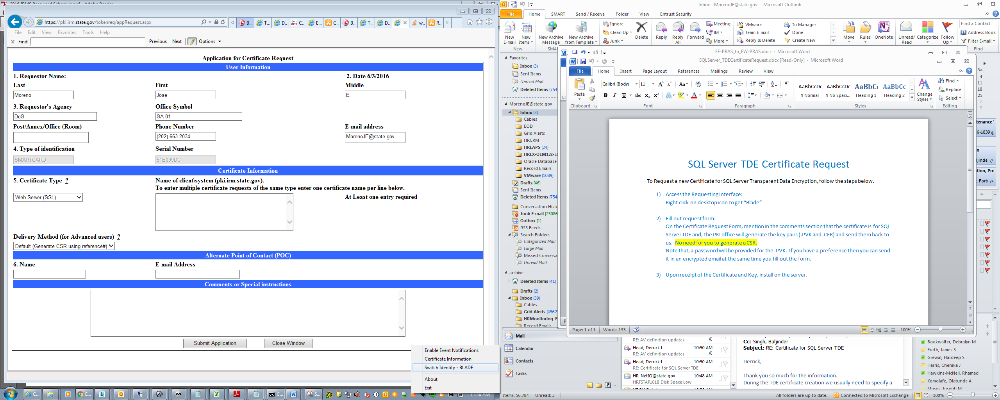 2016 IRMS Password Schedule.pdf - Adobe Reader
https://pki.irm.state.gov/tokenreq/appRequest.aspx
B... T... D.. C.. E... C.. B... T... D.. w.. R..
File Edit View Favorites Tools Help
Find: Previous Next Options
Application for Certificate Request
User Information
1. Requestor Name: 2. Date 6/3/2016
Last First Middle
Moreno Jose E
3. Requestor's Agency Office Symbol
DoS SA-01 -
Post/Annex/Office (Room) Phone Number E-mail address
(202) 663 2034 MorenoJE@state.gov
4. Type of identification Serial Number
SMARTCARD 51B099DC
Certificate Information
5. Certificate Type ? Name of client\system (pki.irm.state.gov).
To enter multiple certificate requests of the same type enter one certificate name per line below.
Web Server (SSL) At Least one entry required
Delivery Method (for Advanced users) ?
Default (Generate CSR using reference#)
Alternate Point of Contact (POC)
6. Name E-mail Address
Comments or Special instructions
Submit Application Close Window
Enable Event Notifications
Certificate Information
Switch Identity - BLADE
About
Exit
C... E... C... S...
11:46 AM
Inbox - MorenoJE@state.gov - Microsoft Outlook
File Home SMART Send / Receive Folder View Entrust Security
New E-mail
New Items
New
New Archive Message
New Archive from Template
SMA
Ignore
Clean Up
Junk
Delete
Reply
Reply All
Forward
Meeting
IM
More
VMware
Team E-mail
Reply & Delete
To Manager
Done
Create New
Move
Rules
OneNote
Unread/ Read
Categorize
Follow Up
Find a Contact
Address Book
Filter E-mail
Find
Favorites
Inbox (3)
Sent Items
Unread Mail
Deleted Items (754
MorenoJE@state.gov
Inbox (3)
Cables
EOD
Grid Alerts
HRCRM
HREAPS (24)
HREX-OEM12c-El
Oracle Database
Record Emails
VMware (1089)
Drafts [46]
Sent Items
Deleted Items (754
Conversation Histo
Junk E-mail [23086
Outbox [1]
RSS Feeds
Search Folders
Categorized Mail
Large Mail
Missed Conversa
Unread Mail
archive
Deleted Items (41)
Drafts (2)
Inbox (39)
Cables
Grid Alerts (4562
HRMonitoring_E
Record Emails
Mail
Calendar
Contacts
Tasks
EE-PRAS_to_EW-PRAS.docx - Microsoft Word
SQLServer_TDECertificateRequest.docx [Read-Only] - Microsoft Word
File Home Insert Page Layout References Mailings Review View
Paste
Clipboard
Calibri (Body) 11
Font
Paragraph
AaBbCcDc AaBbCcDc AaBbC AaBbCc
¶ Normal ¶ No Spaci... Heading 1 Heading 2
Change Styles
Styles
Find
Replace
Select
Editing
SQL Server TDE Certificate Request
To Request a new Certificate for SQL Server Transparent Data Encryption, follow the steps below.
1) Access the Requesting Interface:
Right click on desktop icon to get “Blade”
2) Fill out request form:
On the Certificate Request Form, mention in the comments section that the certificate is for SQL
Server TDE and, the PKI office will generate the key pairs (.PVK and .CER) and send them back to
us. No need for you to generate a CSR.
Note that, a password will be provided for the .PVK. If you have a preference then you can send
it in an encrypted email at the same time you fill out the form.
3) Upon receipt of the Certificate and Key, install on the server.
Page: 1 of 1 Words: 133 100%
Sa
4
11
18
25
2
9
tenance
6-1839
n
ljinder
tion, Pro
; Fortu
RE: AV definition updates
Head, Derrick L 10:50 AM
RE: AV definition updates
Head, Derrick L 10:50 AM
RE: Certificate for SQL Server TDE
HR_NetIQ@state.gov 10:48 AM
HRTSTAP1018 Disk Space Low
Cc: Singh, Baljinder
Subject: RE: Certificate for SQL Server TDE
Derrick,
Thank you so much for the information.
During the TDE certificate creation we usually need to specify a
Bookwalter, Debralyn M
Forth, James S
Grewal, Hardeep S
Harris, Chenika J
Hawkins-McNeil, Rhamad
Komolafe, Olatunde A
Moses, Joseph M
Items: 56,784 Unread: 3 All folders are up to date. Connected to Microsoft Exchange 100%